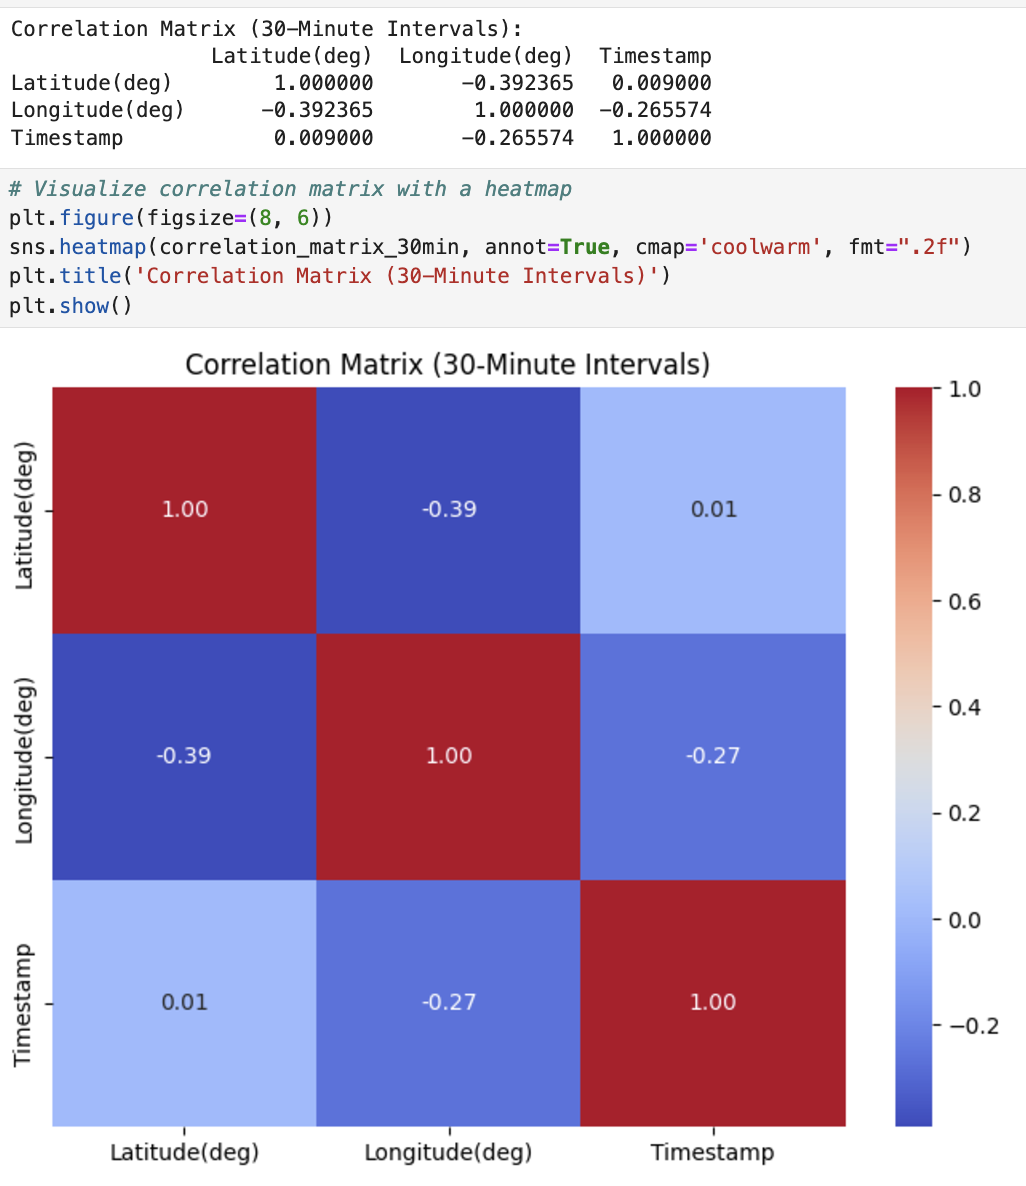 Correlation Matrix (30-Minute Intervals):
Latitude(deg) Longitude(deg) Timestamp
Latitude(deg) 1.000000 -0.392365 0.009000
Longitude(deg) -0.392365 1.000000 -0.265574
Timestamp 0.009000 -0.265574 1.000000
# Visualize correlation matrix with a heatmap
plt.figure(figsize=(8, 6))
sns.heatmap(correlation_matrix_30min, annot=True, cmap='coolwarm', fmt=".2f")
plt.title('Correlation Matrix (30-Minute Intervals)')
plt.show()
Correlation Matrix (30-Minute Intervals)
Latitude(deg)
1.00 -0.39 0.01
Longitude(deg)
-0.39 1.00 -0.27
Timestamp
0.01 -0.27 1.00
Latitude(deg) Longitude(deg) Timestamp
1.0
0.8
0.6
0.4
0.2
0.0
−0.2